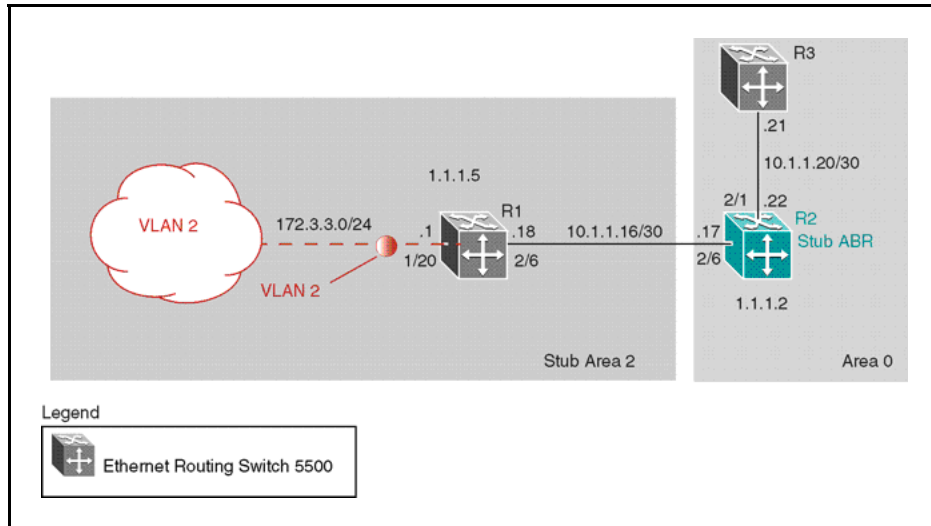 R3
.21
10.1.1.20/30
1.1.1.5
2/1 .22
R1
R2
VLAN 2
172.3.3.0/24
.1
.18
10.1.1.16/30
.17
Stub ABR
1/20
2/6
2/6
VLAN 2
1.1.1.2
Stub Area 2
Area 0
Legend
Ethernet Routing Switch 5500